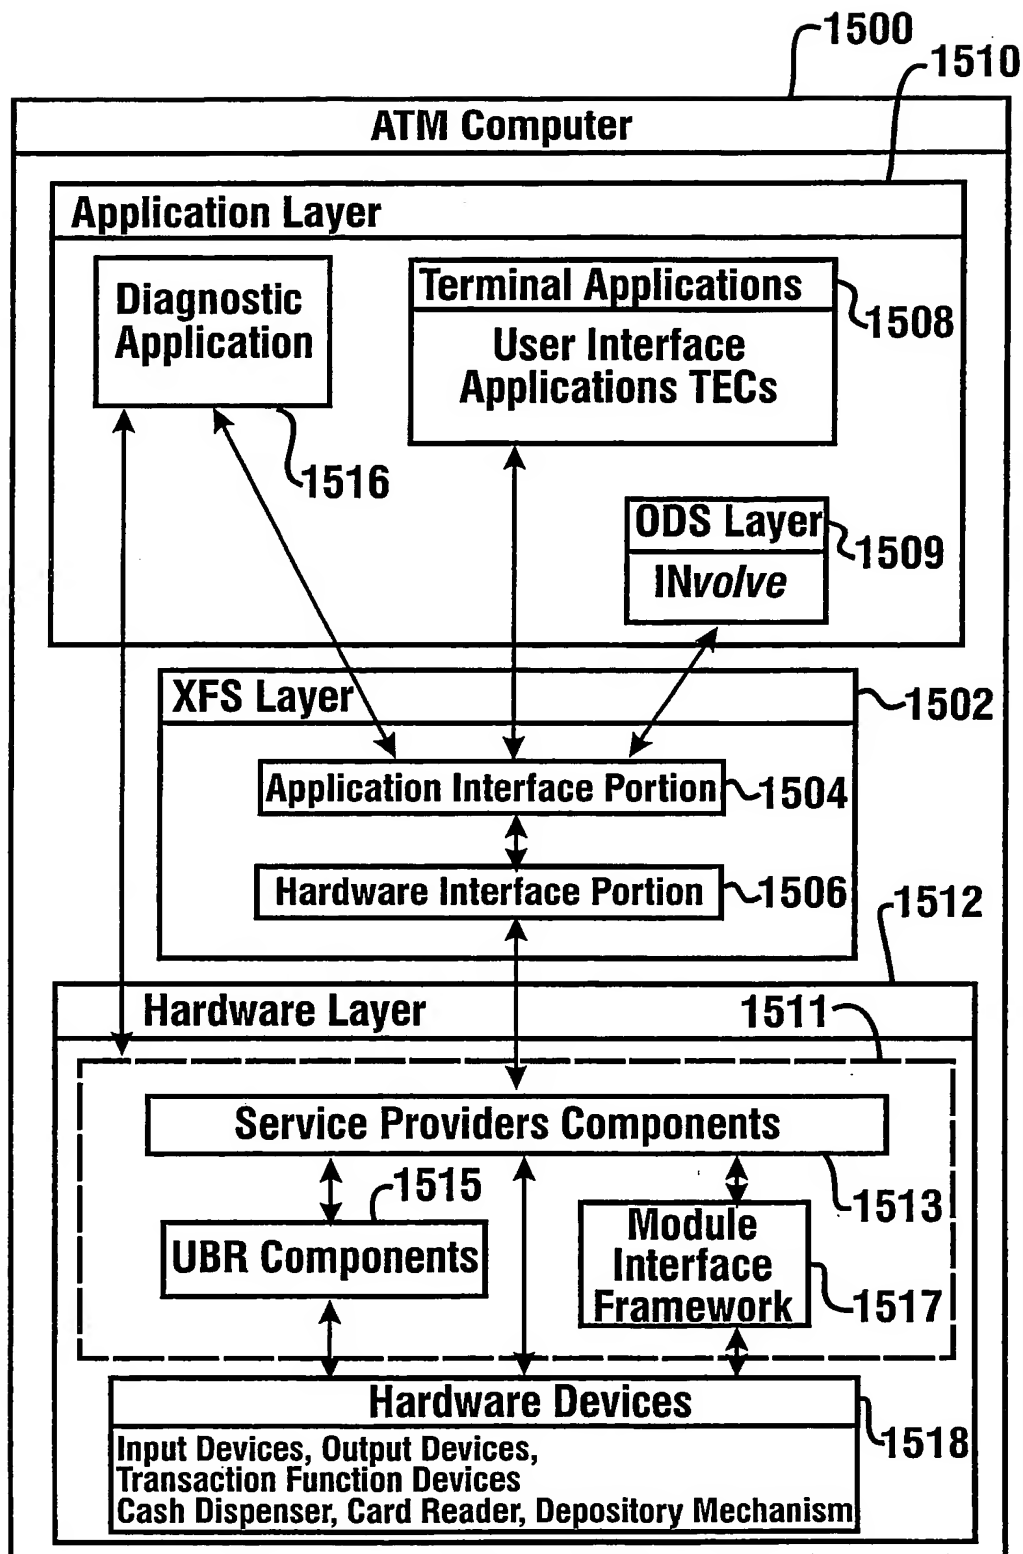 1500
1510
ATM Computer
Application Layer
Diagnostic
Application
1516
Terminal Applications
1508
User Interface
Applications TECs
ODS Layer
1509
INvolve
XFS Layer
1502
Application Interface Portion
1504
Hardware Interface Portion
1506
1512
Hardware Layer
1511
Service Providers Components
1513
1515
UBR Components
Module
Interface
Framework
1517
Hardware Devices
1518
Input Devices, Output Devices,
Transaction Function Devices
Cash Dispenser, Card Reader, Depository Mechanism